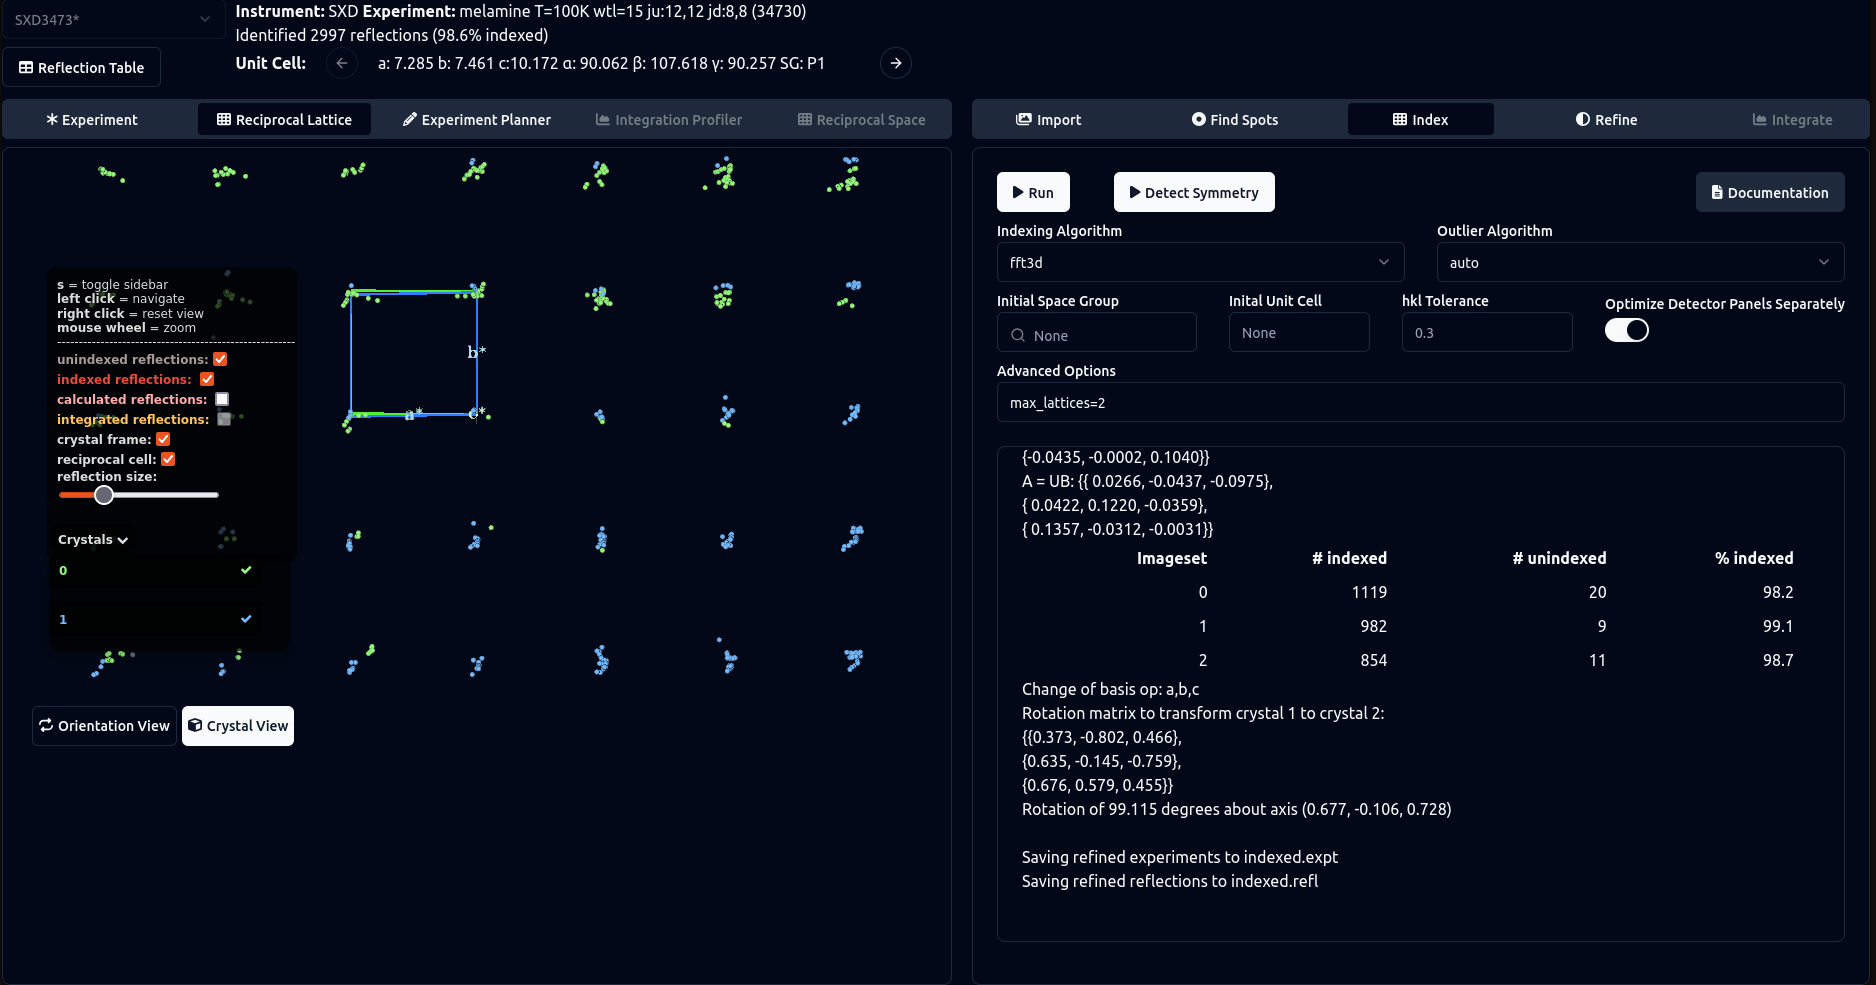 SXD3473*
Instrument: SXD Experiment: melamine T=100K wtl=15 ju:12,12 jd:8,8 (34730)
Identified 2997 reflections (98.6% indexed)
Reflection Table
Unit Cell:
a: 7.285 b: 7.461 c:10.172 α: 90.062 β: 107.618 γ: 90.257 SG: P1
Experiment
Reciprocal Lattice
Experiment Planner
Integration Profiler
Reciprocal Space
s = toggle sidebar
left click = navigate
right click = reset view
mouse wheel = zoom
--------------------------------------------------------
unindexed reflections:
indexed reflections:
calculated reflections:
integrated reflections:
crystal frame:
reciprocal cell:
reflection size:
Crystals
0
1
b*
a*
c*
Orientation View
Crystal View
Import
Find Spots
Index
Refine
Integrate
Run
Detect Symmetry
Documentation
Indexing Algorithm
Outlier Algorithm
fft3d
auto
Initial Space Group
Inital Unit Cell
hkl Tolerance
Optimize Detector Panels Separately
None
None
0.3
Advanced Options
max_lattices=2
{-0.0435, -0.0002, 0.1040}}
A = UB: {{ 0.0266, -0.0437, -0.0975},
{ 0.0422, 0.1220, -0.0359},
{ 0.1357, -0.0312, -0.0031}}
Imageset # indexed # unindexed % indexed
0 1119 20 98.2
1 982 9 99.1
2 854 11 98.7
Change of basis op: a,b,c
Rotation matrix to transform crystal 1 to crystal 2:
{{0.373, -0.802, 0.466},
{0.635, -0.145, -0.759},
{0.676, 0.579, 0.455}}
Rotation of 99.115 degrees about axis (0.677, -0.106, 0.728)
Saving refined experiments to indexed.expt
Saving refined reflections to indexed.refl